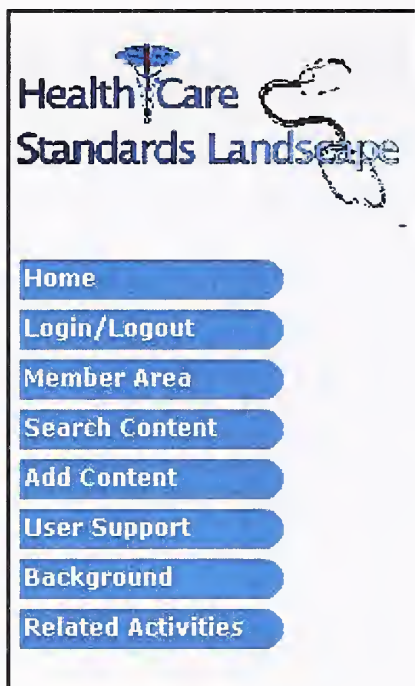 Health Care
Standards Landscape
Home
Login/Logout
Member Area
Search Content
Add Content
User Support
Background
Related Activities